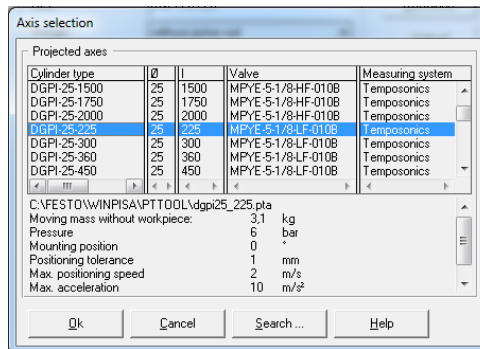 Axis selection
Projected axes
Cylinder type Ø l Valve Measuring system
DGPI-25-1500 25 1500 MPYE-5-1/8-HF-010B Temposonics
DGPI-25-1750 25 1750 MPYE-5-1/8-HF-010B Temposonics
DGPI-25-2000 25 2000 MPYE-5-1/8-HF-010B Temposonics
DGPI-25-225 25 225 MPYE-5-1/8-LF-010B Temposonics
DGPI-25-300 25 300 MPYE-5-1/8-LF-010B Temposonics
DGPI-25-360 25 360 MPYE-5-1/8-LF-010B Temposonics
DGPI-25-450 25 450 MPYE-5-1/8-LF-010B Temposonics
C:\FESTO\WINPISA\PTTOOL\dgpi25_225.pta
Moving mass without workpiece: 3,1 kg
Pressure 6 bar
Mounting position 0 °
Positioning tolerance 1 mm
Max. positioning speed 2 m/s
Max. acceleration 10 m/s²
Ok Cancel Search ... Help